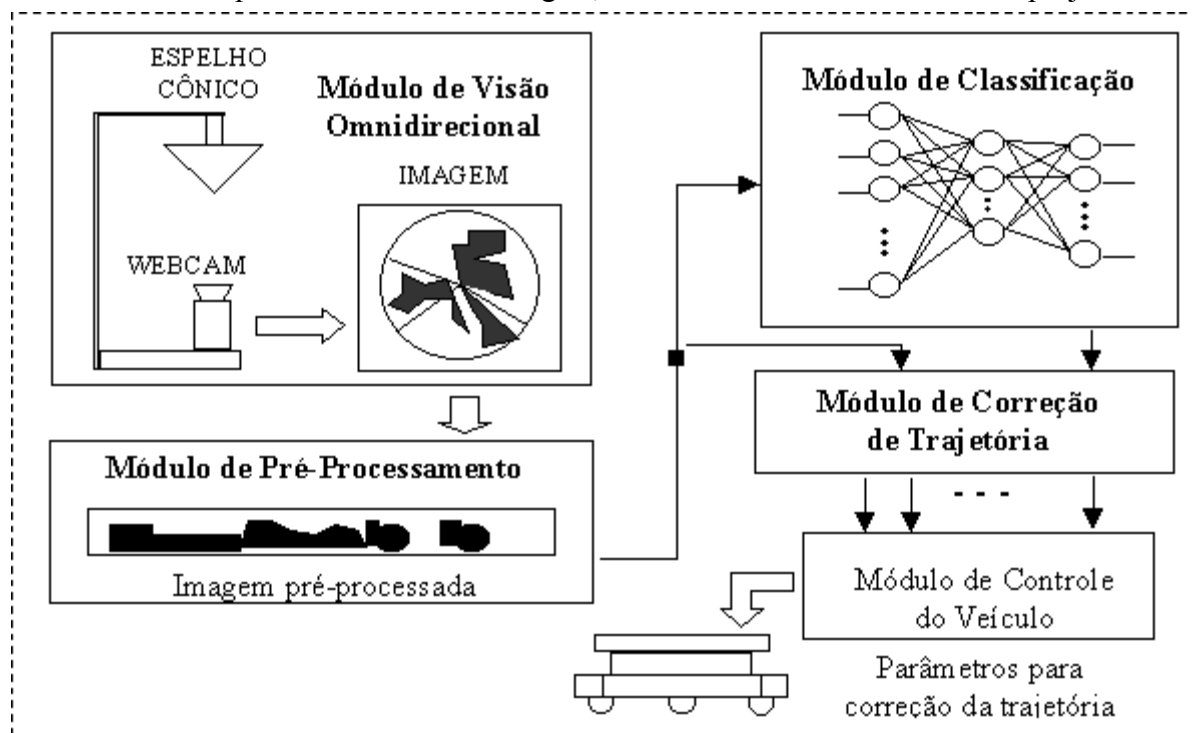 ESPELHO
CÔNICO
Módulo de Visão
Omnidirecional
IMAGEM
WEBCAM
Módulo de Pré-Processamento
Imagem pré-processada
Módulo de Classificação
Módulo de Correção
de Trajetória
Módulo de Controle
do Veículo
Parâmetros para
correção da trajetória